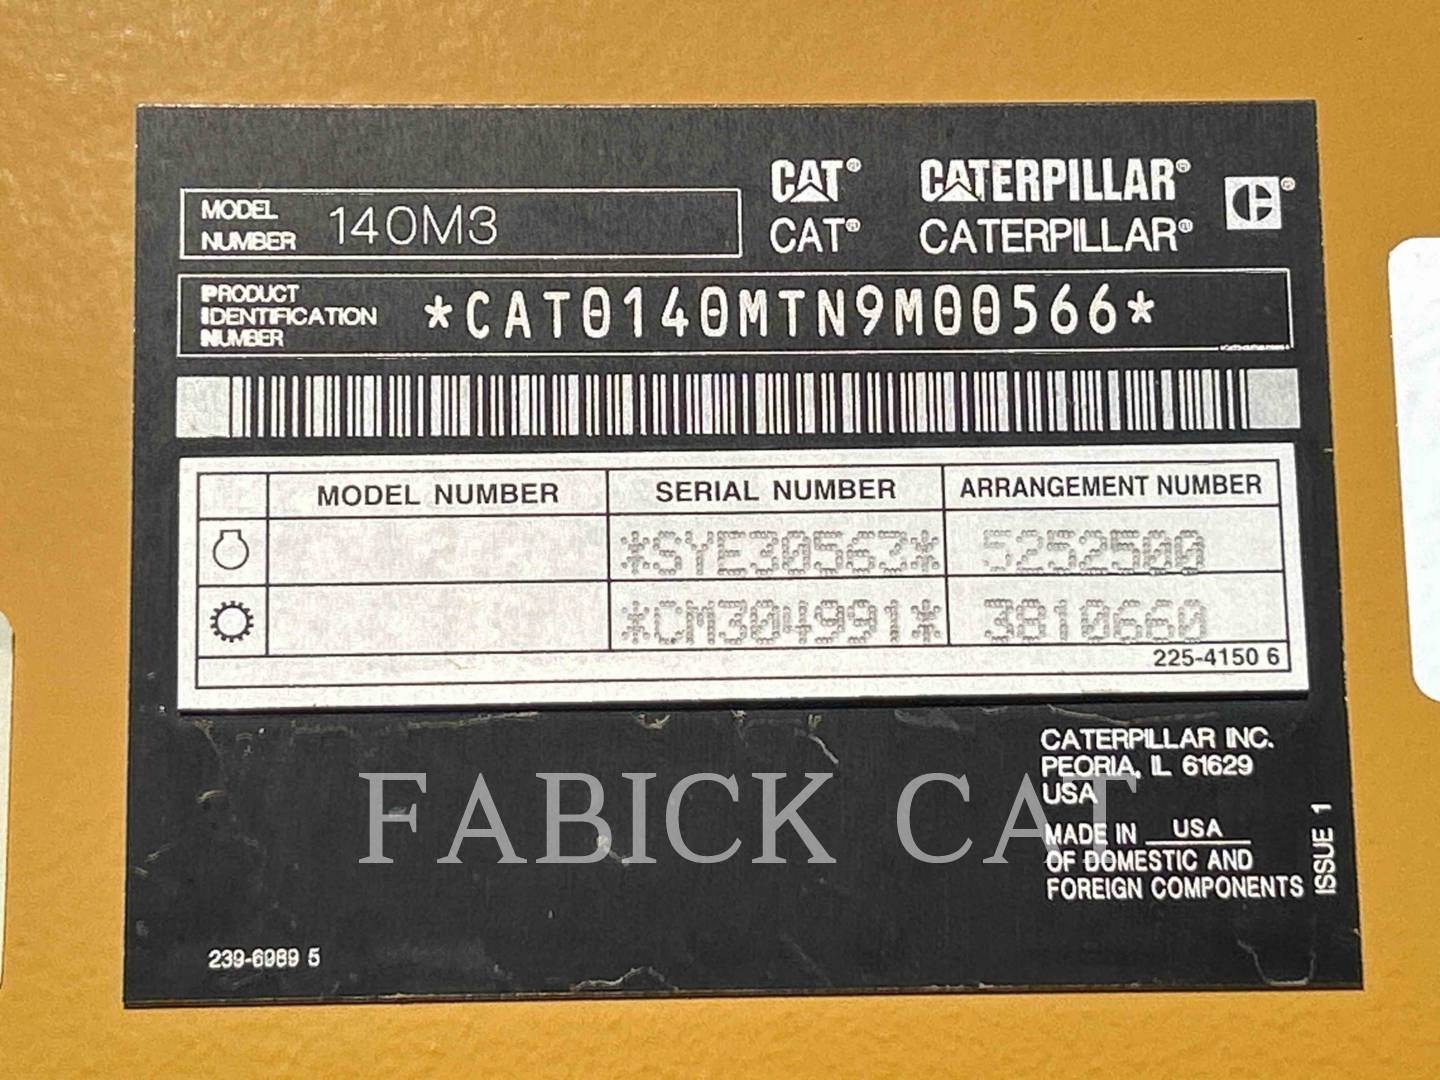 CAT® CATERPILLAR®
CAT® CATERPILLAR®
MODEL NUMBER 140M3
PRODUCT IDENTIFICATION NUMBER *CAT0140MTN9M00566*
MODEL NUMBER SERIAL NUMBER ARRANGEMENT NUMBER
*SYE30563* 5252500
*CM304991* 3810660
225-4150 6
CATERPILLAR INC.
PEORIA, IL 61629
USA
MADE IN USA
OF DOMESTIC AND
FOREIGN COMPONENTS
ISSUE 1
FABICK CAT
239-6989 5